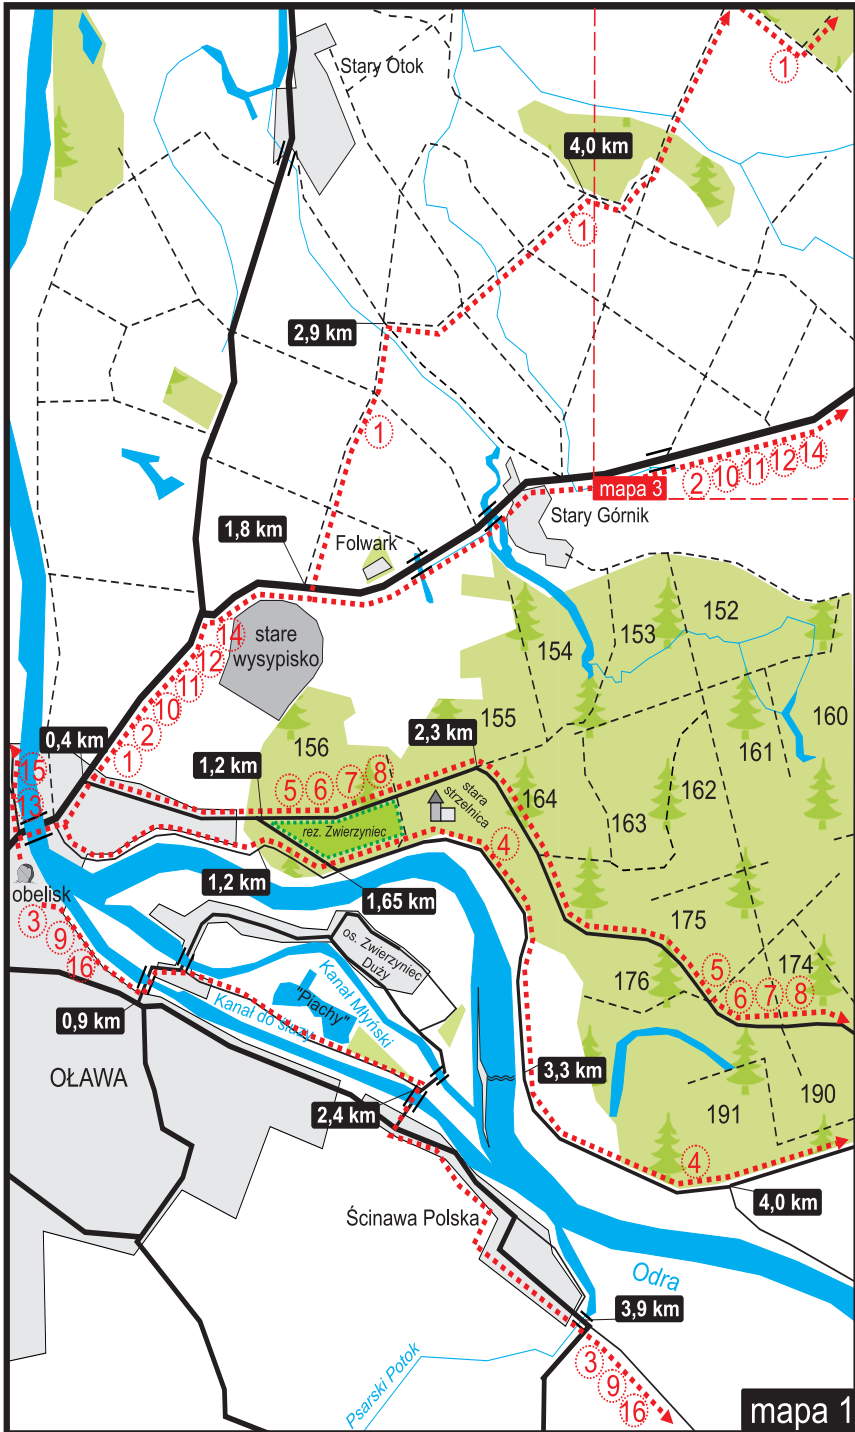 Stary Otok
1
4,0 km
1
2,9 km
1
2
10
11
12
14
mapa 3
Stary Górnik
1,8 km
Folwark
stare
wysypisko
14
12
11
10
2
1
0,4 km
152
153
154
155
156
160
161
162
163
164
2,3 km
1,2 km
5
6
7
8
stara
strzelnica
rez. Zwierzyniec
4
15
13
1,2 km
1,65 km
obelisk
3
9
16
os. Zwierzyniec
Duży
Kanał Młyński
"Piachy"
Kanał do śluzy
0,9 km
175
176
174
5
6
7
8
OŁAWA
3,3 km
2,4 km
191
190
4
4,0 km
Ścinawa Polska
Odra
3,9 km
Psarski Potok
3
9
16
mapa 1